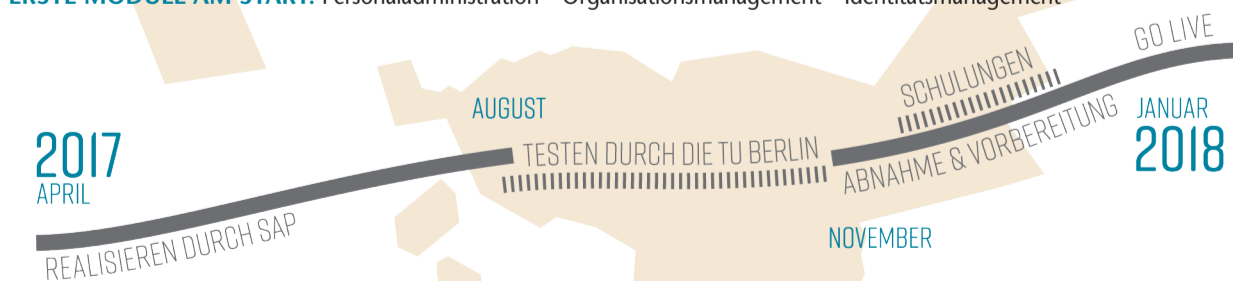 ERSTE MODULE AM START: Personaladministration – Organisationsmanagement – Identitätsmanagement
GO LIVE
SCHULUNGEN
AUGUST
JANUAR
2018
2017
APRIL
TESTEN DURCH DIE TU BERLIN
ABNAHME & VORBEREITUNG
NOVEMBER
REALISIEREN DURCH SAP